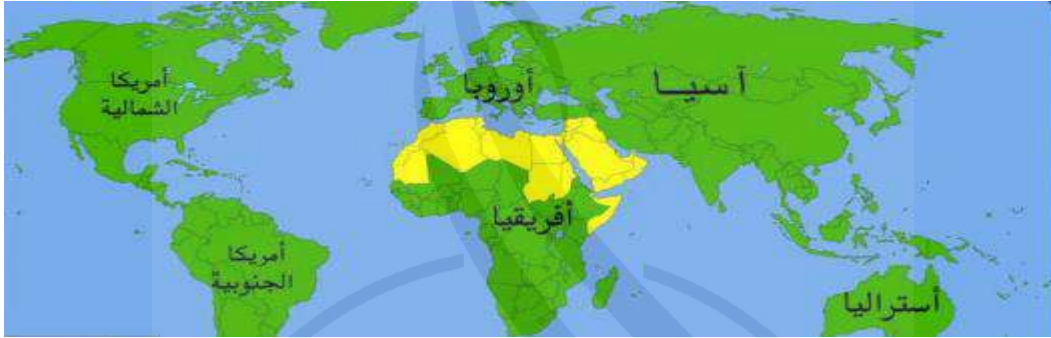 أمريكا
الشمالية
أوروبا
آسيا
أفريقيا
أمريكا
الجنوبية
أستراليا